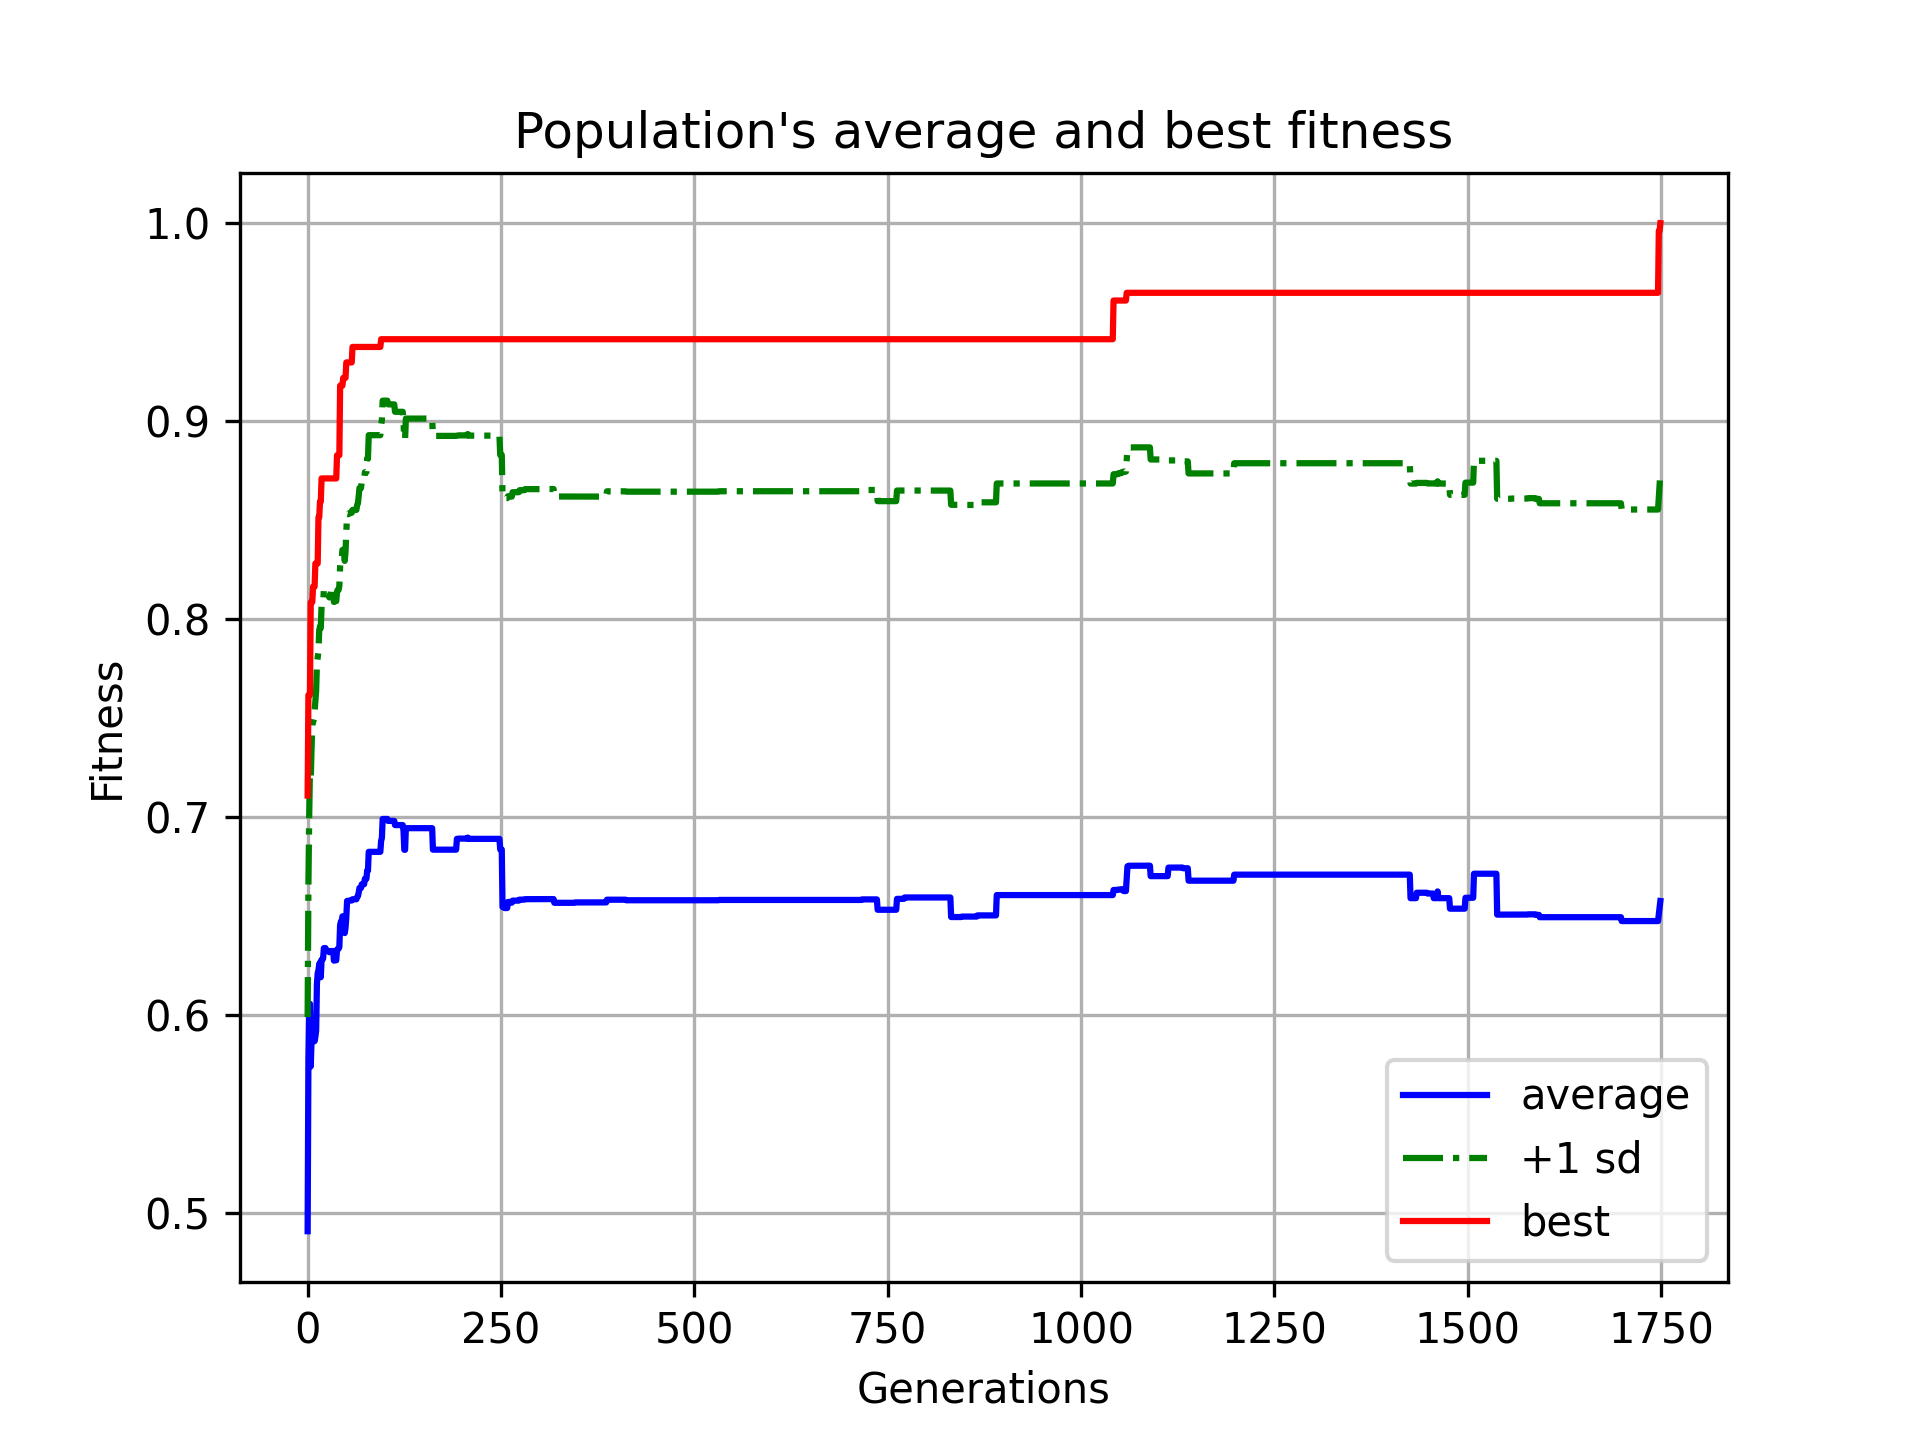 Population's average and best fitness
1.0
0.9
0.8
0.7
0.6
0.5
Fitness
0 250 500 750 1000 1250 1500 1750
Generations
average
+1 sd
best